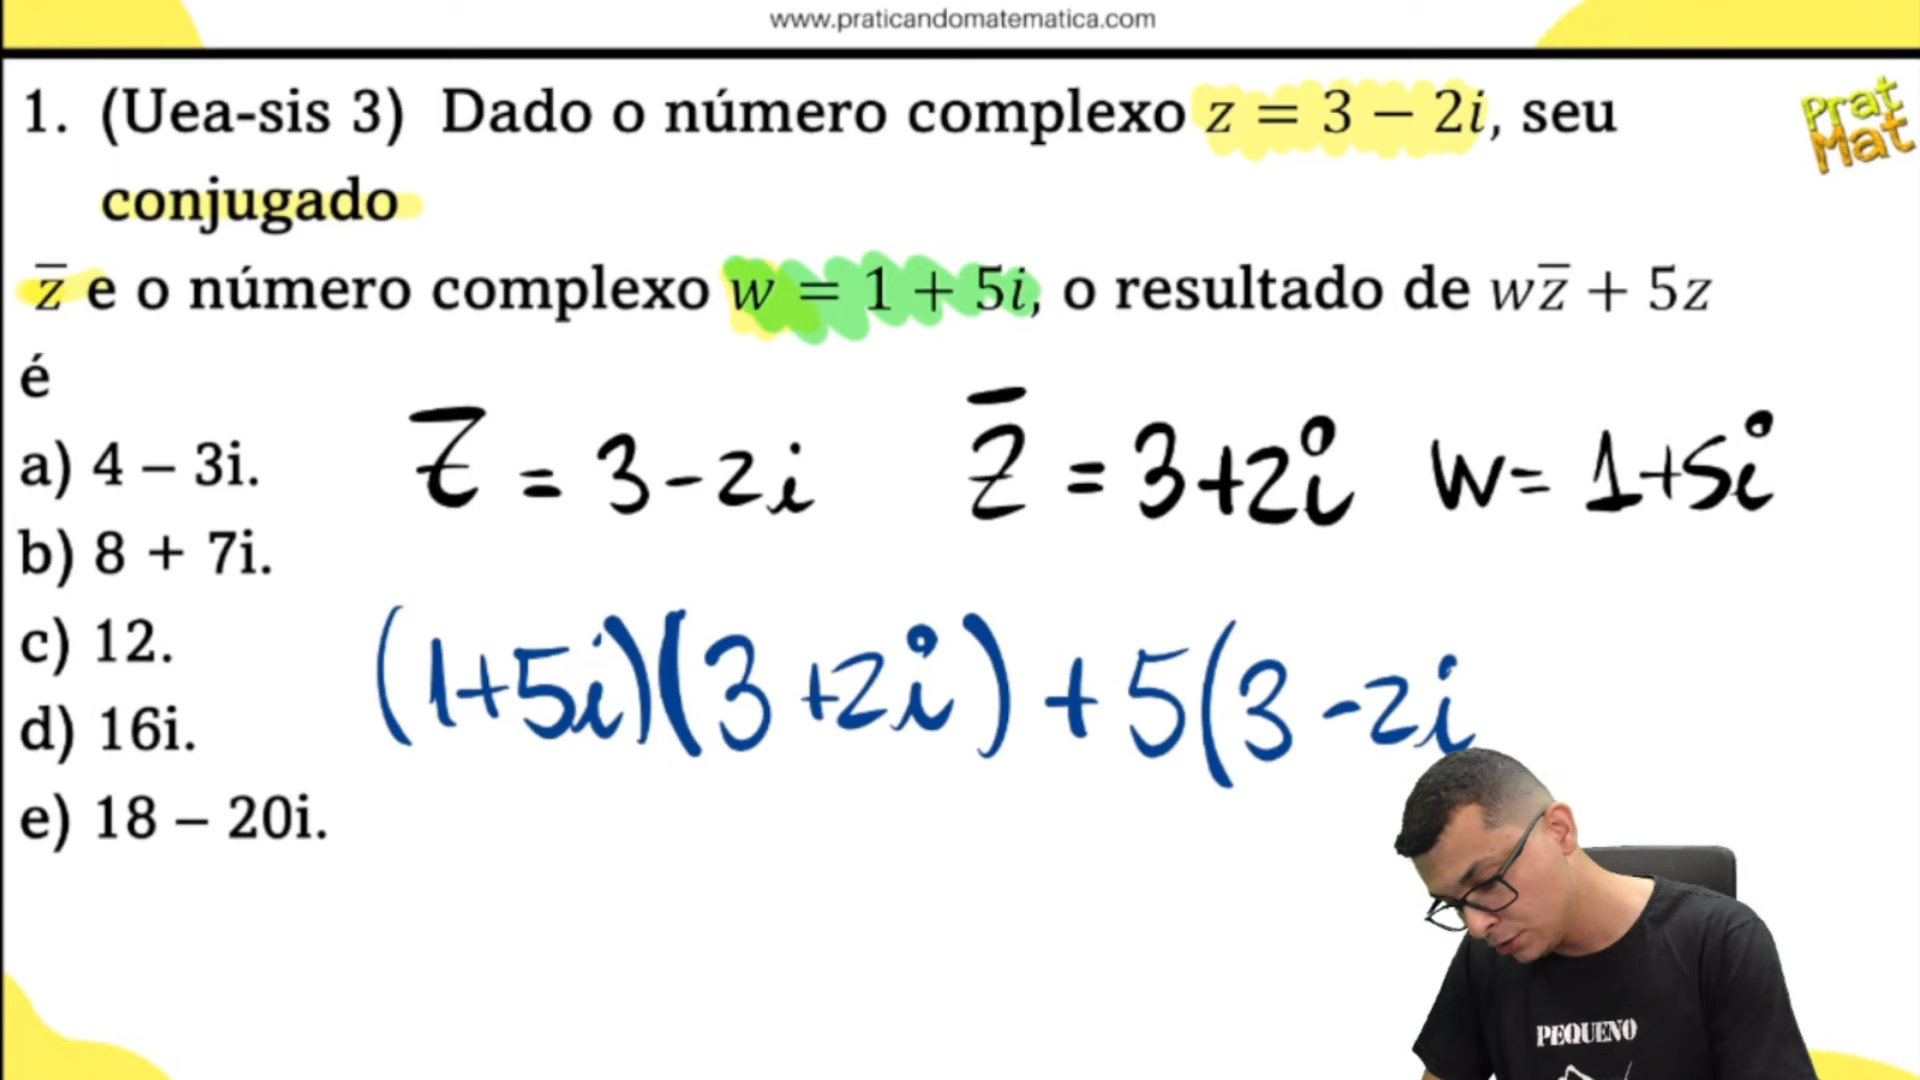 www.praticandomatematica.com
1. (Uea-sis 3) Dado o número complexo z = 3 − 2i, seu
Prat
Mat
conjugado
z̅ e o número complexo w = 1 + 5i, o resultado de wz̅ + 5z
é
a) 4 – 3i.
z̅ = 3-2i z̅ = 3+2i w= 1+5i
b) 8 + 7i.
c) 12.
(1+5i)(3+2i) + 5(3-2i
d) 16i.
e) 18 – 20i.
PEQUENO